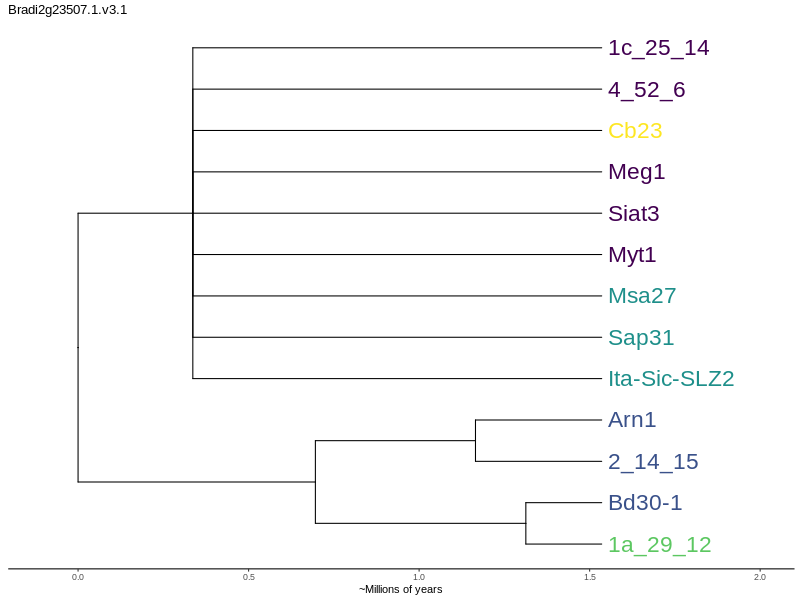 Bradi2g23507.1.v3.1
1c_25_14
4_52_6
Cb23
Meg1
Siat3
Myt1
Msa27
Sap31
Ita-Sic-SLZ2
Arn1
2_14_15
Bd30-1
1a_29_12
0.0 0.5 1.0 1.5 2.0
~Millions of years